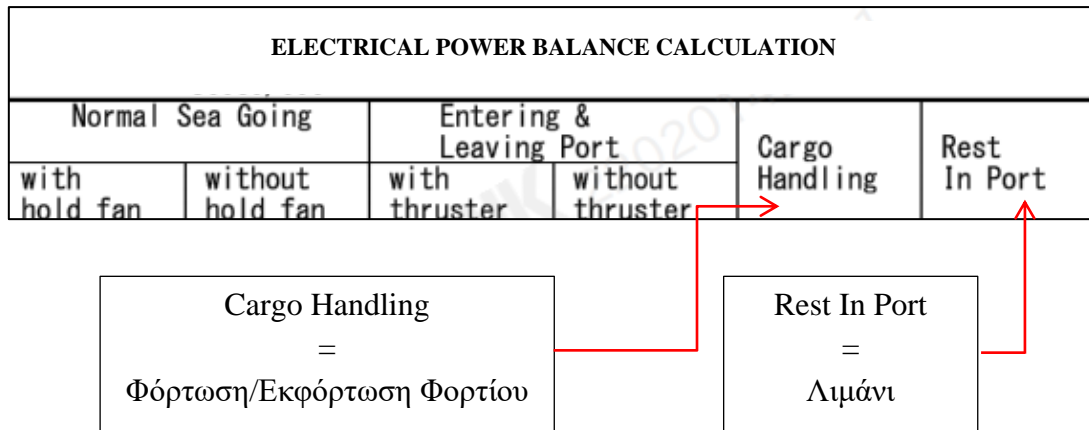 ELECTRICAL POWER BALANCE CALCULATION
Normal Sea Going
Entering &
Leaving Port
Cargo
Handling
Rest
In Port
with
hold fan
without
hold fan
with
thruster
without
thruster
Cargo Handling
=
Φόρτωση/Εκφόρτωση Φορτίου
Rest In Port
=
Λιμάνι